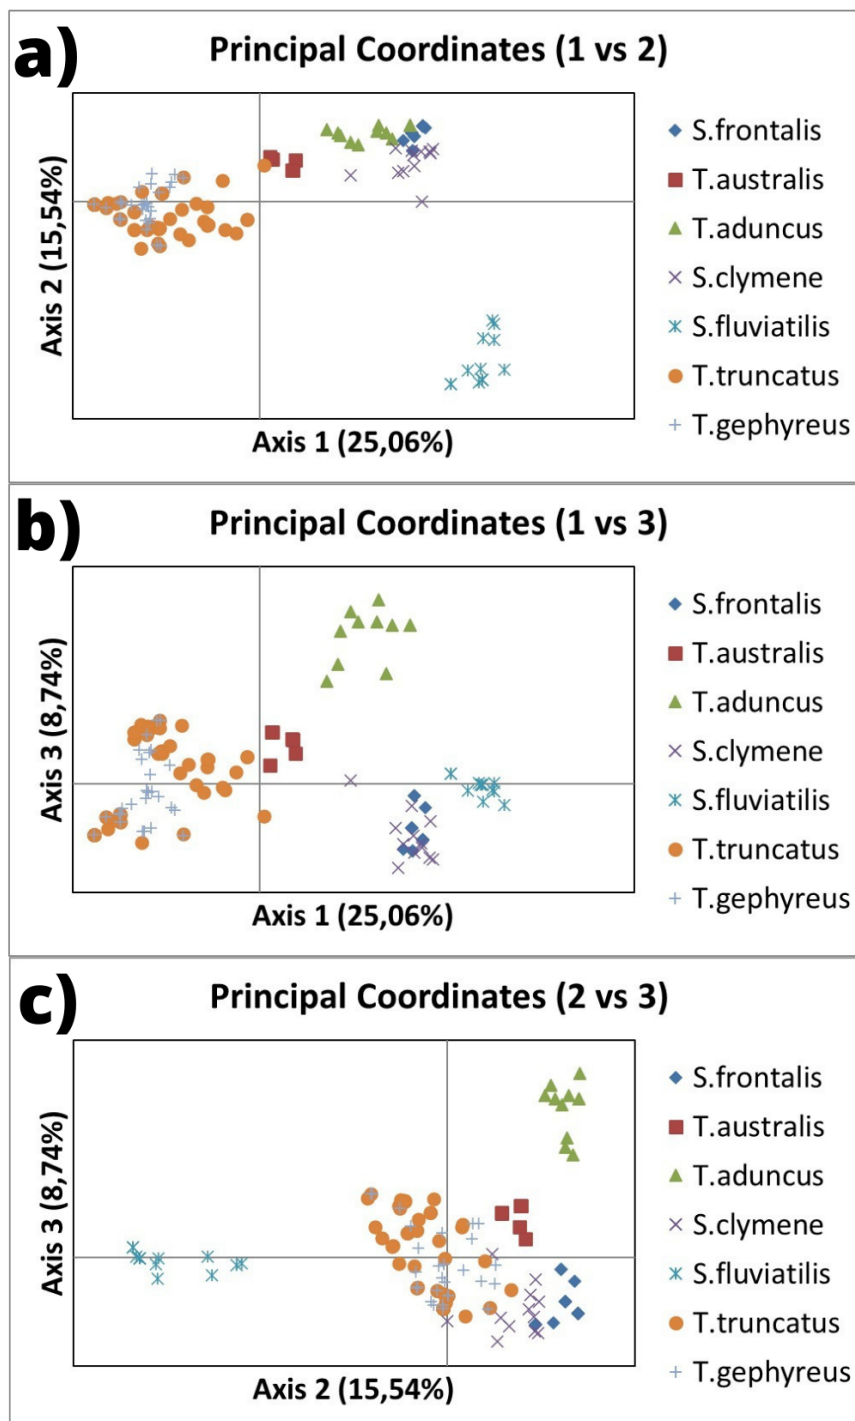 a)
Principal Coordinates (1 vs 2)
Axis 2 (15,54%)
Axis 1 (25,06%)
S.frontalis
T.australis
T.aduncus
S.clymene
S.fluviatilis
T.truncatus
T.gephyreus
b)
Principal Coordinates (1 vs 3)
Axis 3 (8,74%)
Axis 1 (25,06%)
S.frontalis
T.australis
T.aduncus
S.clymene
S.fluviatilis
T.truncatus
T.gephyreus
c)
Principal Coordinates (2 vs 3)
Axis 3 (8,74%)
Axis 2 (15,54%)
S.frontalis
T.australis
T.aduncus
S.clymene
S.fluviatilis
T.truncatus
T.gephyreus